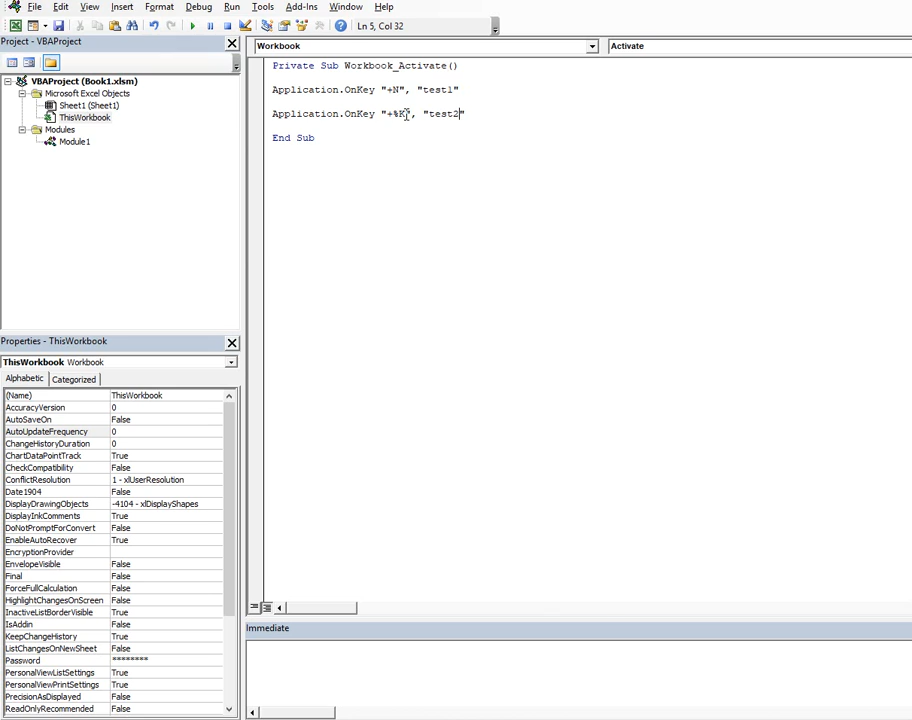 File Edit View Insert Format Debug Run Tools Add-Ins Window Help
Ln 5, Col 32
Project - VBAProject
VBAProject (Book1.xlsm)
Microsoft Excel Objects
Sheet1 (Sheet1)
ThisWorkbook
Modules
Module1
Workbook
Activate
Private Sub Workbook_Activate()
Application.OnKey "+N", "test1"
Application.OnKey "+%K", "test2"
End Sub
Properties - ThisWorkbook
ThisWorkbook Workbook
Alphabetic Categorized
(Name) ThisWorkbook
AccuracyVersion 0
AutoSaveOn False
AutoUpdateFrequency 0
ChangeHistoryDuration 0
ChartDataPointTrack True
CheckCompatibility False
ConflictResolution 1 - xlUserResolution
Date1904 False
DisplayDrawingObjects -4104 - xlDisplayShapes
DisplayInkComments True
DoNotPromptForConvert False
EnableAutoRecover True
EncryptionProvider
EnvelopeVisible False
Final False
ForceFullCalculation False
HighlightChangesOnScreen False
InactiveListBorderVisible True
IsAddin False
KeepChangeHistory True
ListChangesOnNewSheet False
Password ********
PersonalViewListSettings True
PersonalViewPrintSettings True
PrecisionAsDisplayed False
ReadOnlyRecommended False
Immediate